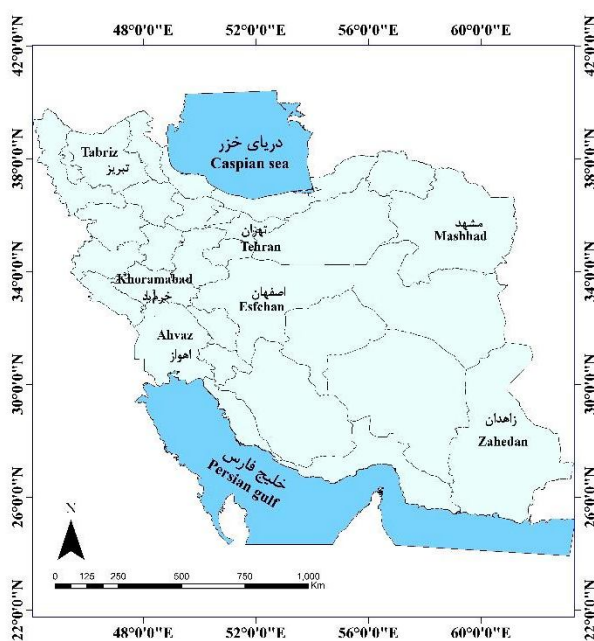 48°0'0"E 52°0'0"E 56°0'0"E 60°0'0"E
42°0'0"N 42°0'0"N
دریای خزر
Caspian sea
Tabriz
تبریز
38°0'0"N 38°0'0"N
تهران
Tehran
مشهد
Mashhad
34°0'0"N 34°0'0"N
Khoramabad
اصفهان
Esfehan
Ahvaz
اهواز
30°0'0"N 30°0'0"N
زاهدان
Zahedan
خلیج فارس
Persian gulf
26°0'0"N 26°0'0"N
N
0 125 250 500 750 1,000
Km
22°0'0"N 22°0'0"N
48°0'0"E 52°0'0"E 56°0'0"E 60°0'0"E